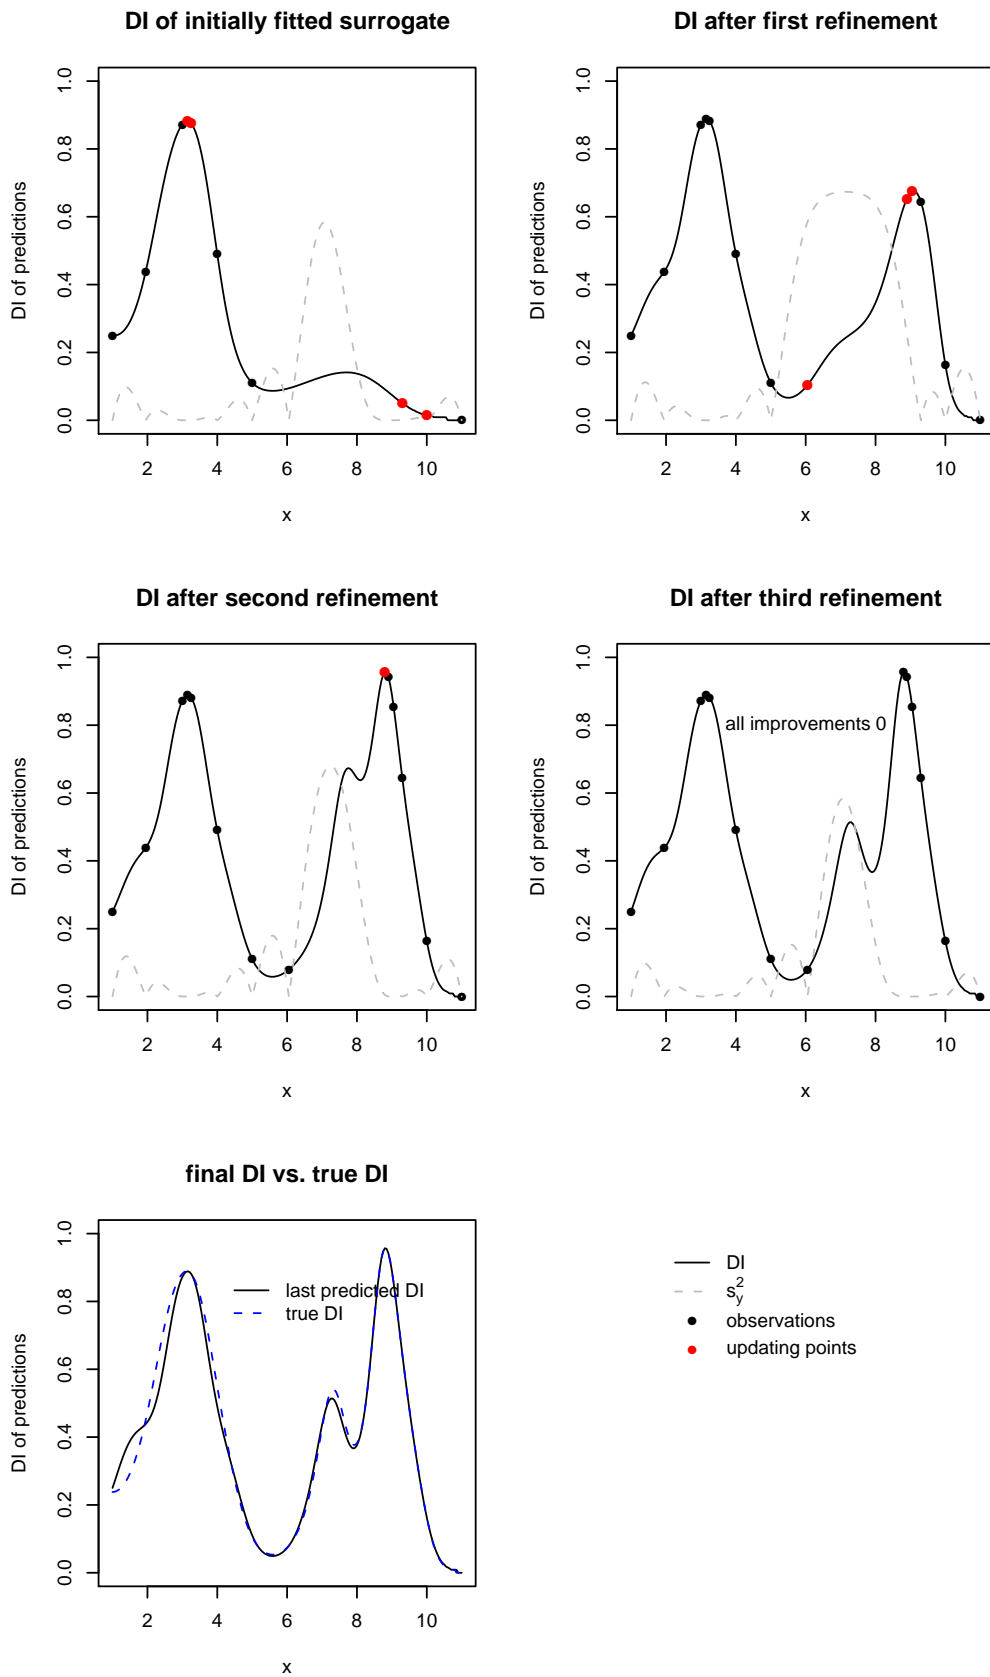 DI of initially fitted surrogate
DI of predictions
1.0
0.8
0.6
0.4
0.2
0.0
2 4 6 8 10
x
DI after first refinement
DI of predictions
1.0
0.8
0.6
0.4
0.2
0.0
2 4 6 8 10
x
DI after second refinement
DI of predictions
1.0
0.8
0.6
0.4
0.2
0.0
2 4 6 8 10
x
DI after third refinement
DI of predictions
1.0
0.8
0.6
0.4
0.2
0.0
all improvements 0
2 4 6 8 10
x
final DI vs. true DI
DI of predictions
1.0
0.8
0.6
0.4
0.2
0.0
last predicted DI
true DI
2 4 6 8 10
x
DI
s_y^2
observations
updating points